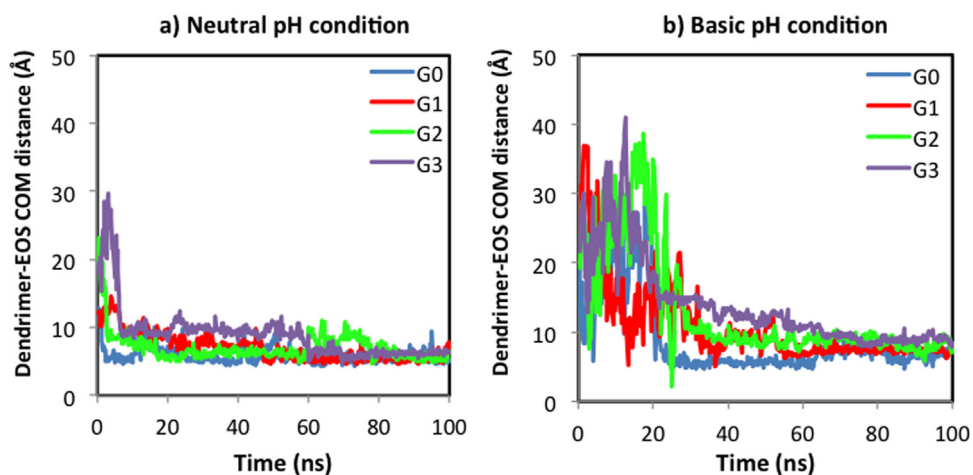 a) Neutral pH condition
Dendrimer-EOS COM distance (Å)
50
40
30
20
10
0
G0
G1
G2
G3
0 20 40 60 80 100
Time (ns)
b) Basic pH condition
Dendrimer-EOS COM distance (Å)
50
40
30
20
10
0
G0
G1
G2
G3
0 20 40 60 80 100
Time (ns)